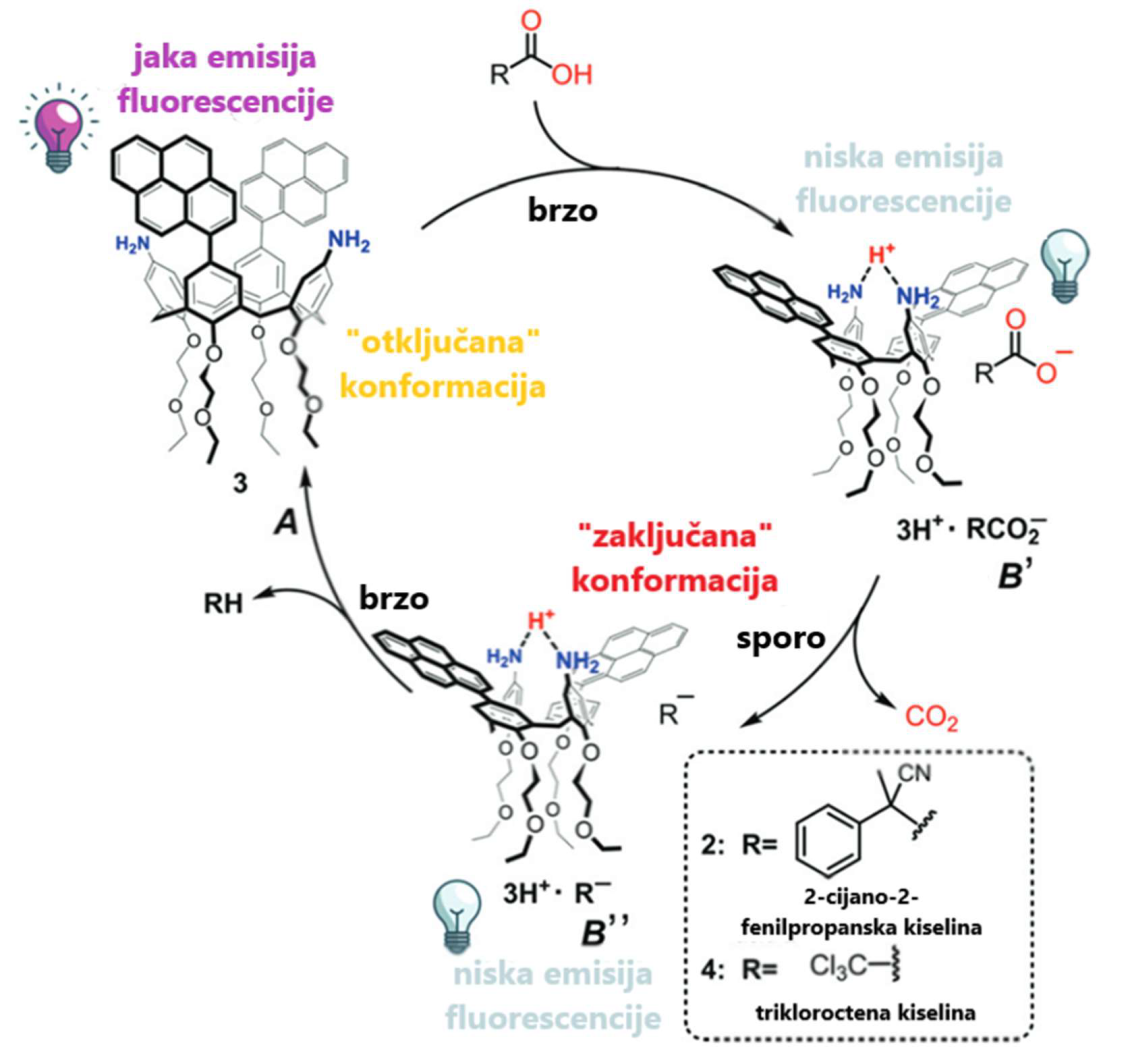 jaka emisija
fluorescencije
O
R
OH
brzo
niska emisija
fluorescencije
H₂N
NH₂
"otključana"
konformacija
O
O
O
O
O
O
O
O
3
H⁺
H₂N
NH₂
O
R
O⁻
O
O
O
O
O
O
O
O
3H⁺· RCO₂⁻
B’
A
RH
brzo
"zaključana"
konformacija
sporo
CO₂
H⁺
H₂N
NH₂
R⁻
O
O
O
O
O
O
O
O
3H⁺· R⁻
B’’
niska emisija
fluorescencije
CN
2: R=
2-cijano-2-
fenilpropanska kiselina
4: R= Cl₃C
trikloroctena kiselina